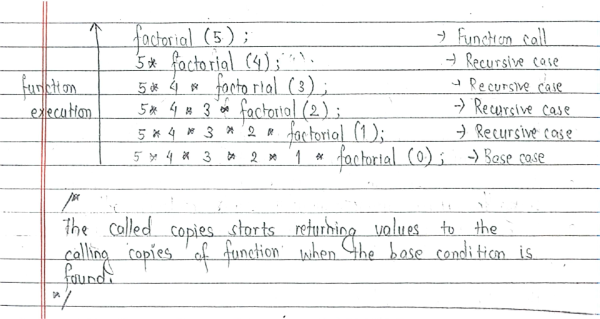 factorial (5) ; → Function call
5 * factorial (4) ; → Recursive case
function 5 * 4 * factorial (3) ; → Recursive case
execution 5 * 4 * 3 * factorial (2) ; → Recursive case
5 * 4 * 3 * 2 * factorial (1) ; → Recursive case
5 * 4 * 3 * 2 * 1 * factorial (0) ; → Base case
/*
The called copies starts returning values to the
calling copies of function when the base condition is
found.
*/